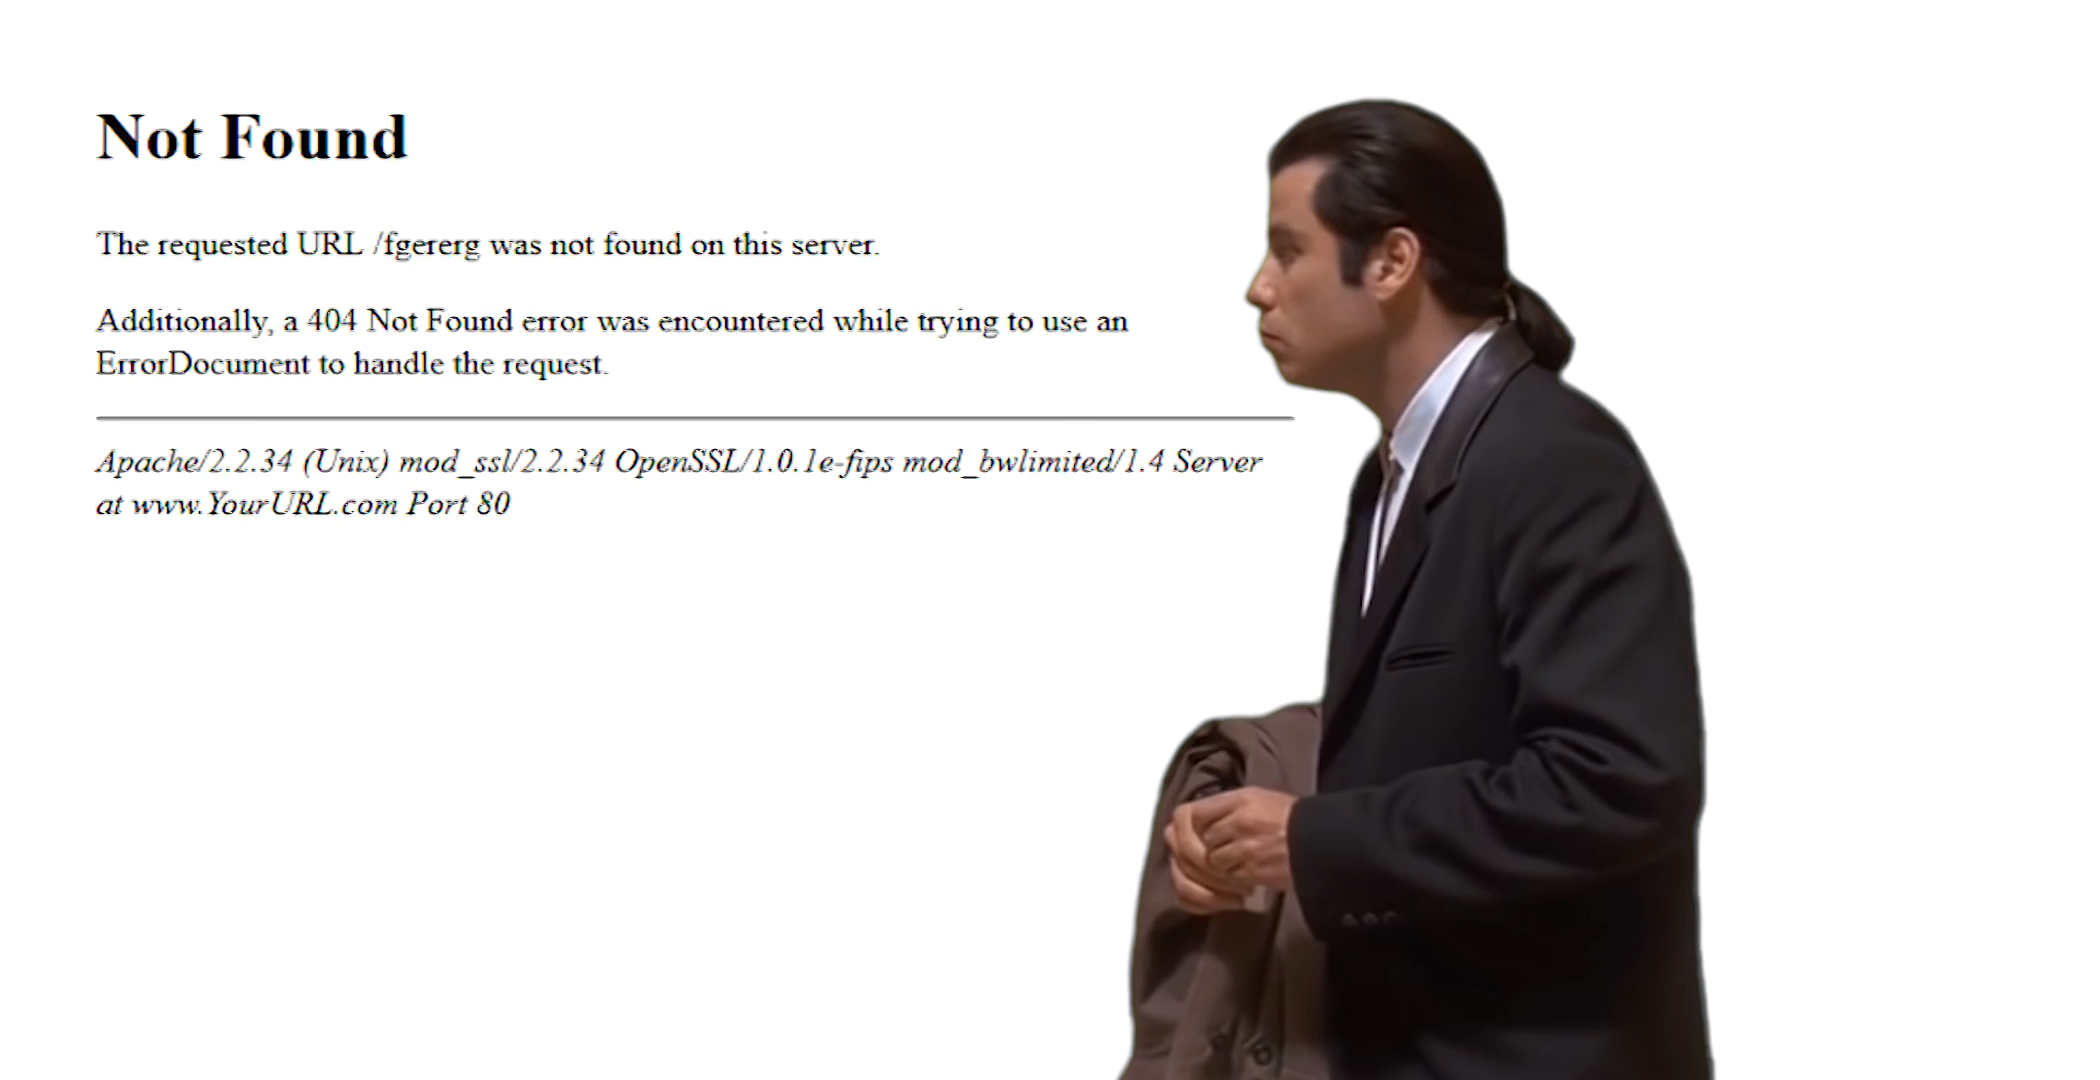 Not Found
The requested URL /fgererg was not found on this server.
Additionally, a 404 Not Found error was encountered while trying to use an
ErrorDocument to handle the request.
Apache/2.2.34 (Unix) mod_ssl/2.2.34 OpenSSL/1.0.1e-fips mod_bwlimited/1.4 Server
at www.YourURL.com Port 80